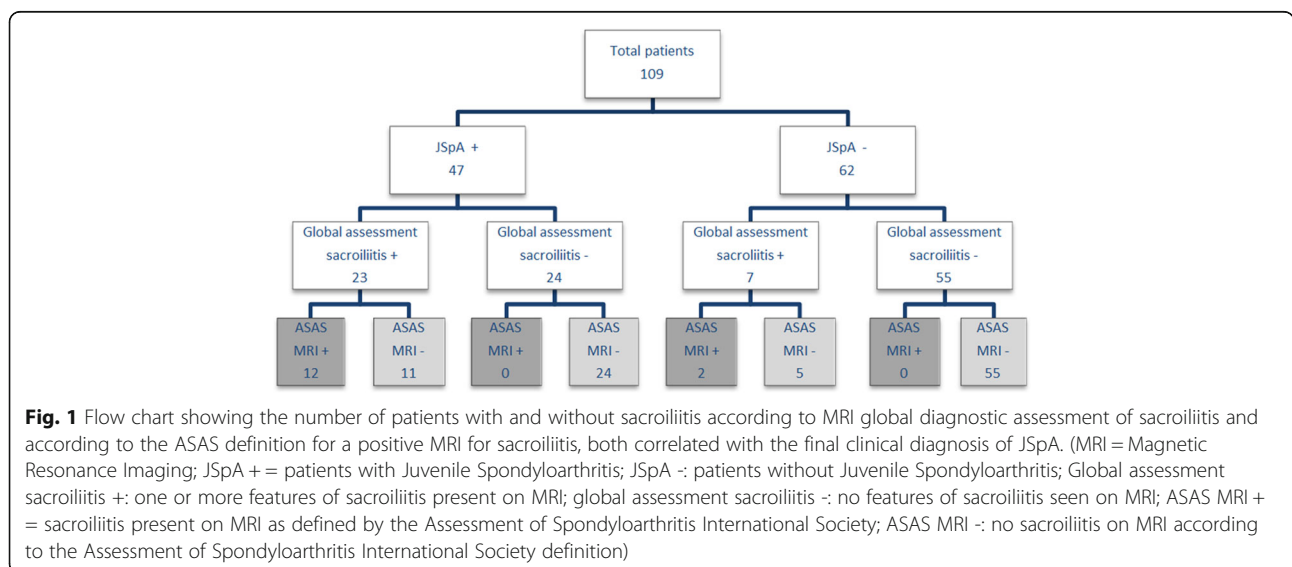 Total patients
109
JSpA +
47
JSpA -
62
Global assessment
sacroiliitis +
23
Global assessment
sacroiliitis -
24
Global assessment
sacroliitis +
7
Global assessment
sacroiliitis -
55
ASAS
MRI +
12
ASAS
MRI -
11
ASAS
MRI +
0
ASAS
MRI -
24
ASAS
MRI +
2
ASAS
MRI -
5
ASAS
MRI +
0
ASAS
MRI -
55
Fig. 1 Flow chart showing the number of patients with and without sacroiliitis according to MRI global diagnostic assessment of sacroiliitis and
according to the ASAS definition for a positive MRI for sacroiliitis, both correlated with the final clinical diagnosis of JSpA. (MRI = Magnetic
Resonance Imaging; JSpA + = patients with Juvenile Spondyloarthritis; JSpA -: patients without Juvenile Spondyloarthritis; Global assessment
sacroiliitis +: one or more features of sacroiliitis present on MRI; global assessment sacroiliitis -: no features of sacroiliitis seen on MRI; ASAS MRI +
= sacroiliitis present on MRI as defined by the Assessment of Spondyloarthritis International Society; ASAS MRI -: no sacroiliitis on MRI according
to the Assessment of Spondyloarthritis International Society definition)